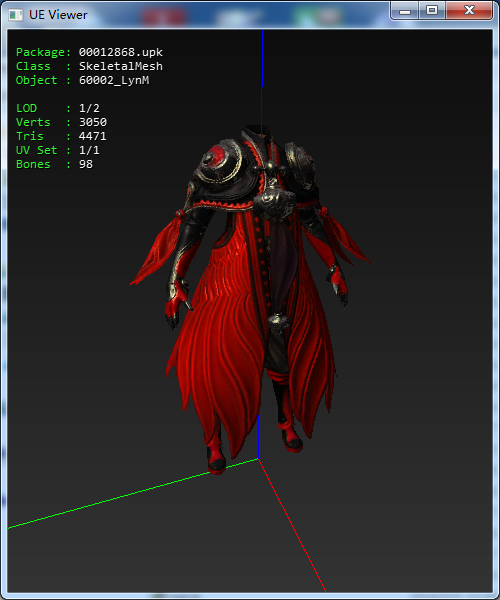 UE Viewer
Package: 00012868.upk
Class : SkeletalMesh
Object : 60002_LynM
LOD : 1/2
Verts : 3050
Tris : 4471
UV Set : 1/1
Bones : 98